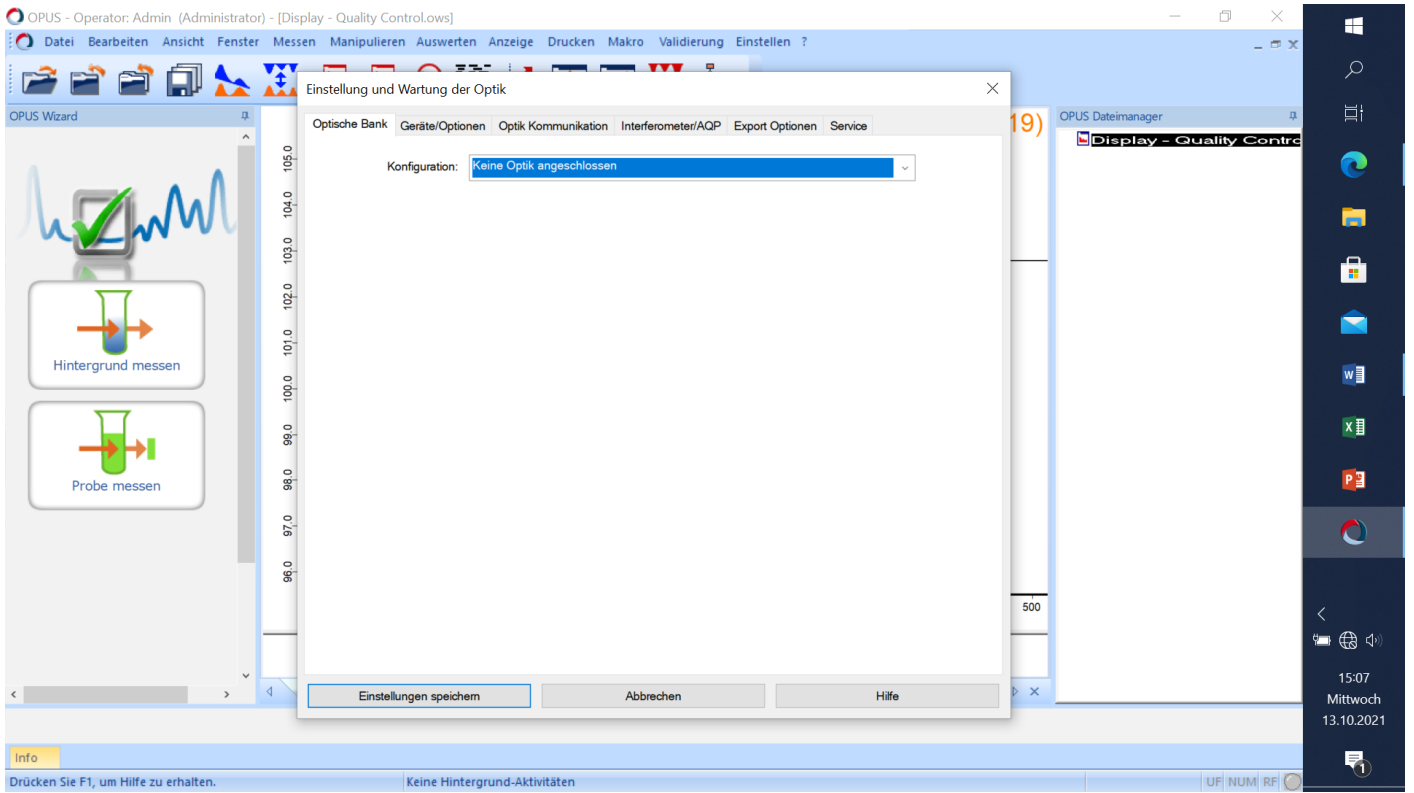 OPUS - Operator: Admin (Administrator) - [Display - Quality Control.ows]
Datei Bearbeiten Ansicht Fenster Messen Manipulieren Auswerten Anzeige Drucken Makro Validierung Einstellen ?
OPUS Wizard
Hintergrund messen
Probe messen
Einstellung und Wartung der Optik
Optische Bank Geräte/Optionen Optik Kommunikation Interferometer/AQP Export Optionen Service
Konfiguration: Keine Optik angeschlossen
Einstellungen speichern Abbrechen Hilfe
105.0
104.0
103.0
102.0
101.0
100.0
99.0
98.0
97.0
96.0
19)
500
OPUS Dateimanager
Display - Quality Contro
W
X
P
15:07
Mittwoch
13.10.2021
1
Info
Drücken Sie F1, um Hilfe zu erhalten. Keine Hintergrund-Aktivitäten UF NUM RF